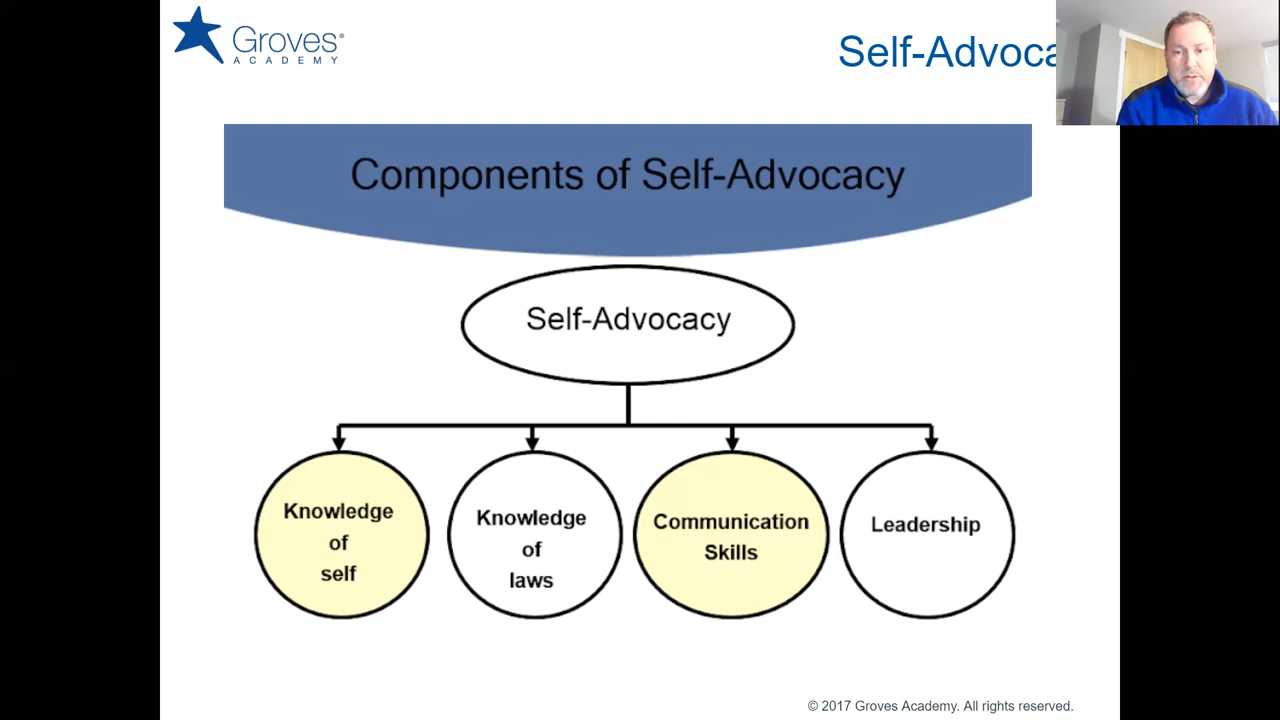 Groves®
ACADEMY
Self-Advoca
Components of Self-Advocacy
Self-Advocacy
Knowledge
of
self
Knowledge
of
laws
Communication
Skills
Leadership
© 2017 Groves Academy. All rights reserved.